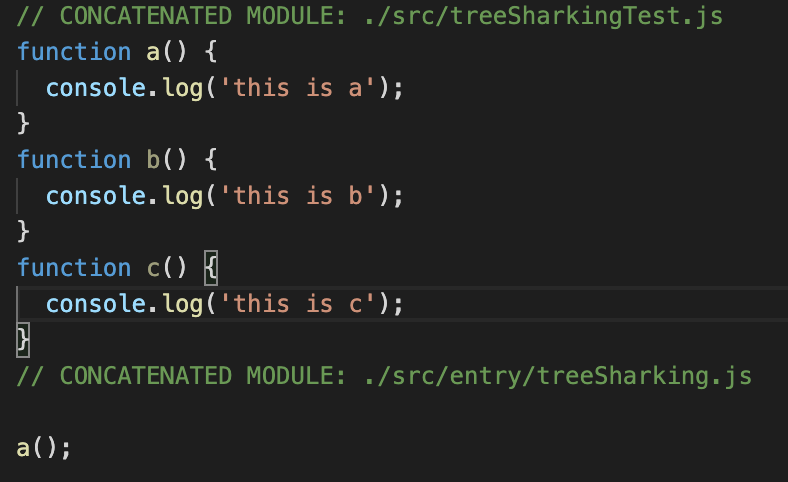 // CONCATENATED MODULE: ./src/treeSharkingTest.js
function a() {
  console.log('this is a');
}
function b() {
  console.log('this is b');
}
function c() {
  console.log('this is c');
}
// CONCATENATED MODULE: ./src/entry/treeSharking.js

a();